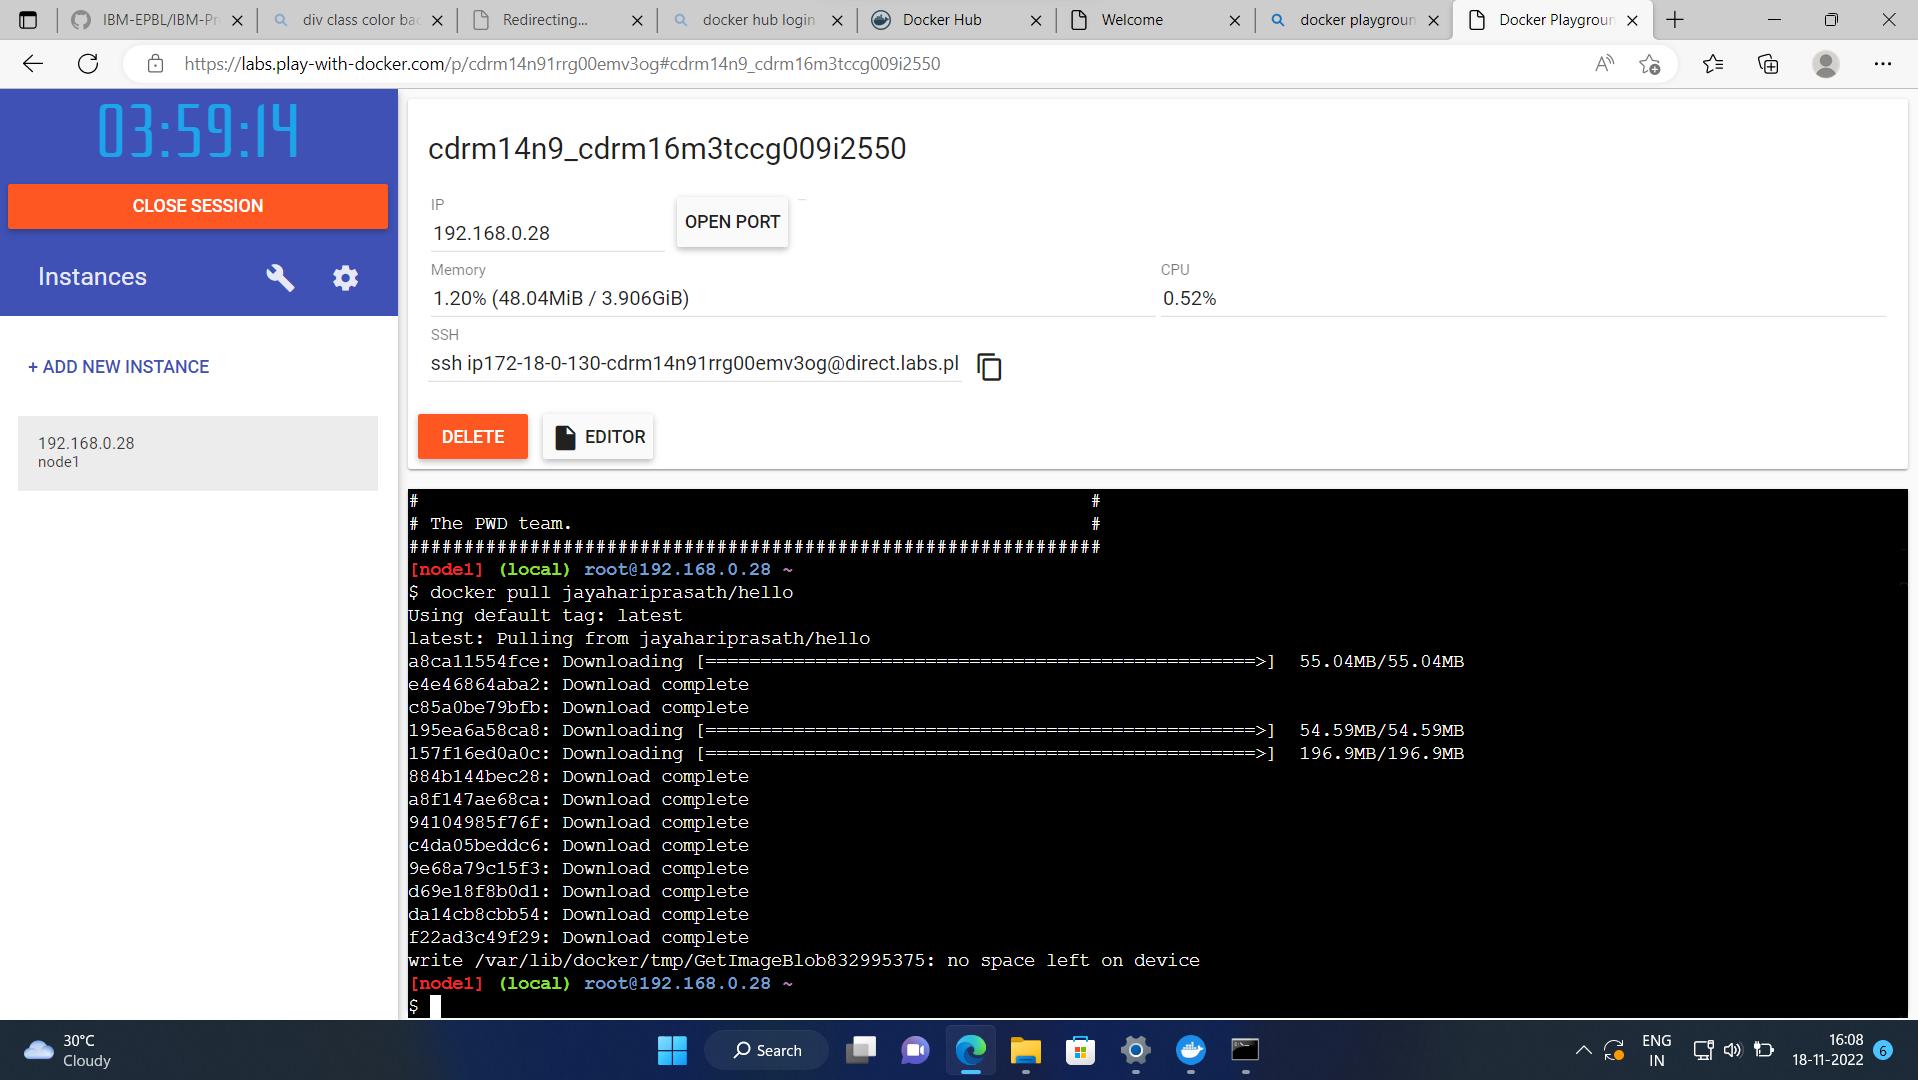 IBM-EPBL/IBM-Pr
div class color bac
Redirecting...
docker hub login
Docker Hub
Welcome
docker playgroun
Docker Playgroun
https://labs.play-with-docker.com/p/cdrm14n91rrg00emv3og#cdrm14n9_cdrm16m3tccg009i2550
03:59:14
CLOSE SESSION
Instances
+ ADD NEW INSTANCE
192.168.0.28
node1
cdrm14n9_cdrm16m3tccg009i2550
IP
192.168.0.28
OPEN PORT
Memory
1.20% (48.04MiB / 3.906GiB)
CPU
0.52%
SSH
ssh ip172-18-0-130-cdrm14n91rrg00emv3og@direct.labs.pl
DELETE
EDITOR
# #
# The PWD team. #
###############################################################
[node1] (local) root@192.168.0.28 ~
$ docker pull jayahariprasath/hello
Using default tag: latest
latest: Pulling from jayahariprasath/hello
a8ca11554fce: Downloading [==================================================>] 55.04MB/55.04MB
e4e46864aba2: Download complete
c85a0be79bfb: Download complete
195ea6a58ca8: Downloading [==================================================>] 54.59MB/54.59MB
157f16ed0a0c: Downloading [==================================================>] 196.9MB/196.9MB
884b144bec28: Download complete
a8f147ae68ca: Download complete
94104985f76f: Download complete
c4da05beddc6: Download complete
9e68a79c15f3: Download complete
d69e18f8b0d1: Download complete
da14cb8cbb54: Download complete
f22ad3c49f29: Download complete
write /var/lib/docker/tmp/GetImageBlob832995375: no space left on device
[node1] (local) root@192.168.0.28 ~
$
30°C
Cloudy
Search
ENG
IN
16:08
18-11-2022
6